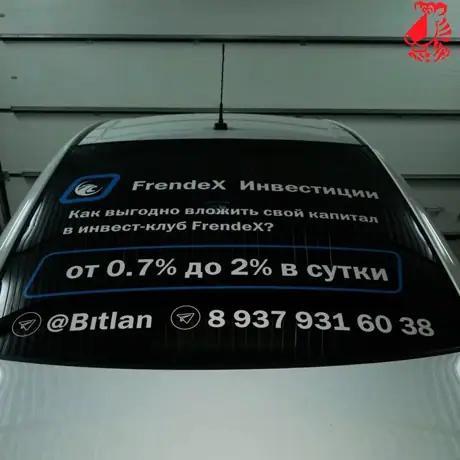 FrendeX Инвестиции
Как выгодно вложить свой капитал
в инвест-клуб FrendeX?
от 0.7% до 2% в сутки
@Bıtlan 8 937 931 60 38